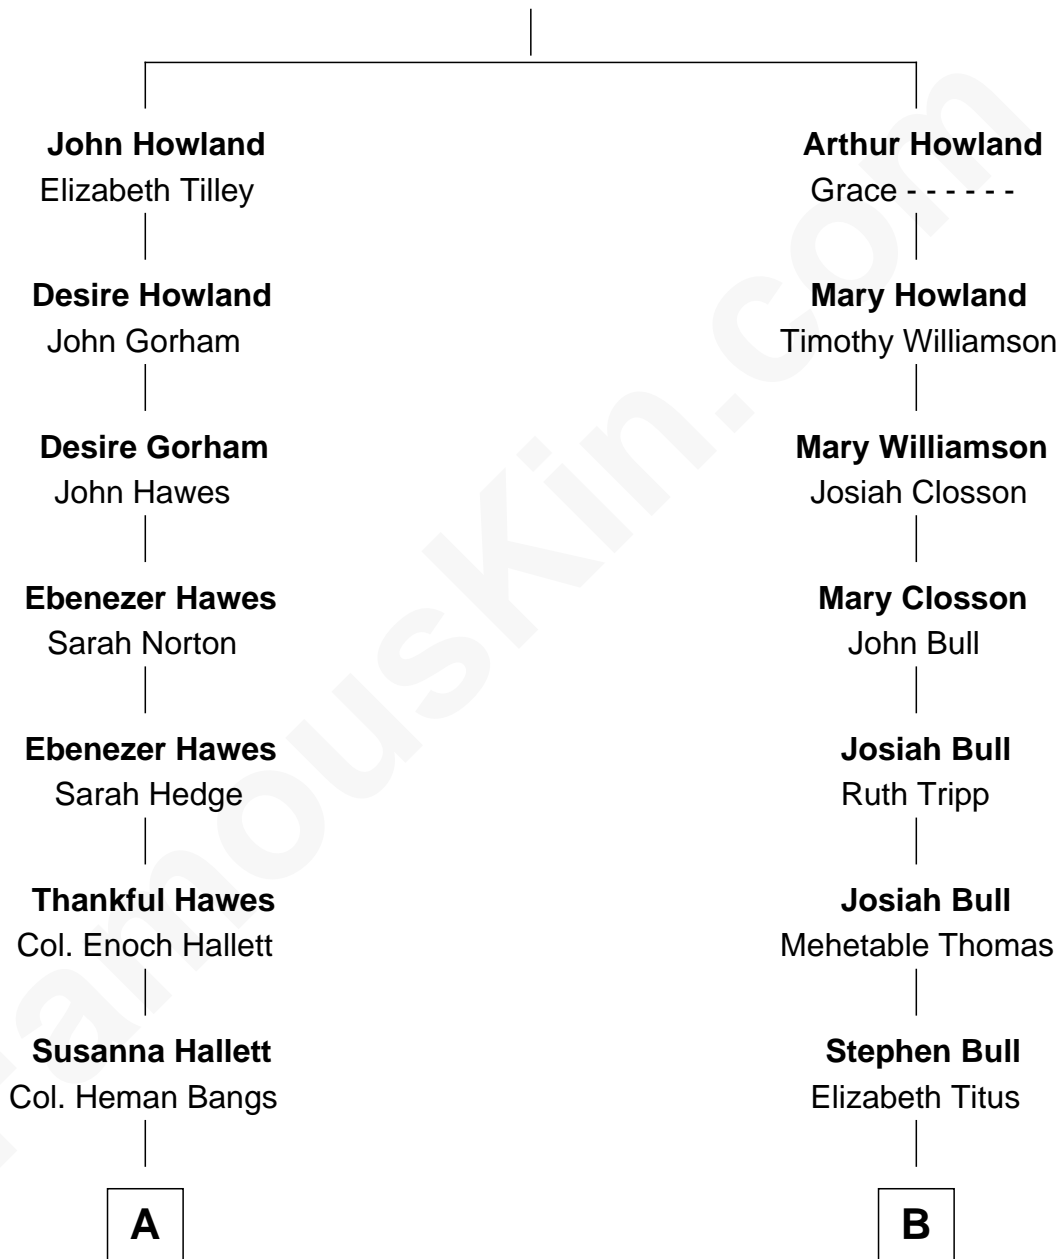 John Howland
Elizabeth Tilley
Arthur Howland
Grace - - - - - -
Desire Howland
John Gorham
Mary Howland
Timothy Williamson
Desire Gorham
John Hawes
Mary Williamson
Josiah Closson
Ebenezer Hawes
Sarah Norton
Mary Closson
John Bull
Ebenezer Hawes
Sarah Hedge
Josiah Bull
Ruth Tripp
Thankful Hawes
Col. Enoch Hallett
Josiah Bull
Mehetable Thomas
Susanna Hallett
Col. Heman Bangs
Stephen Bull
Elizabeth Titus
A
B
FamousKin.com